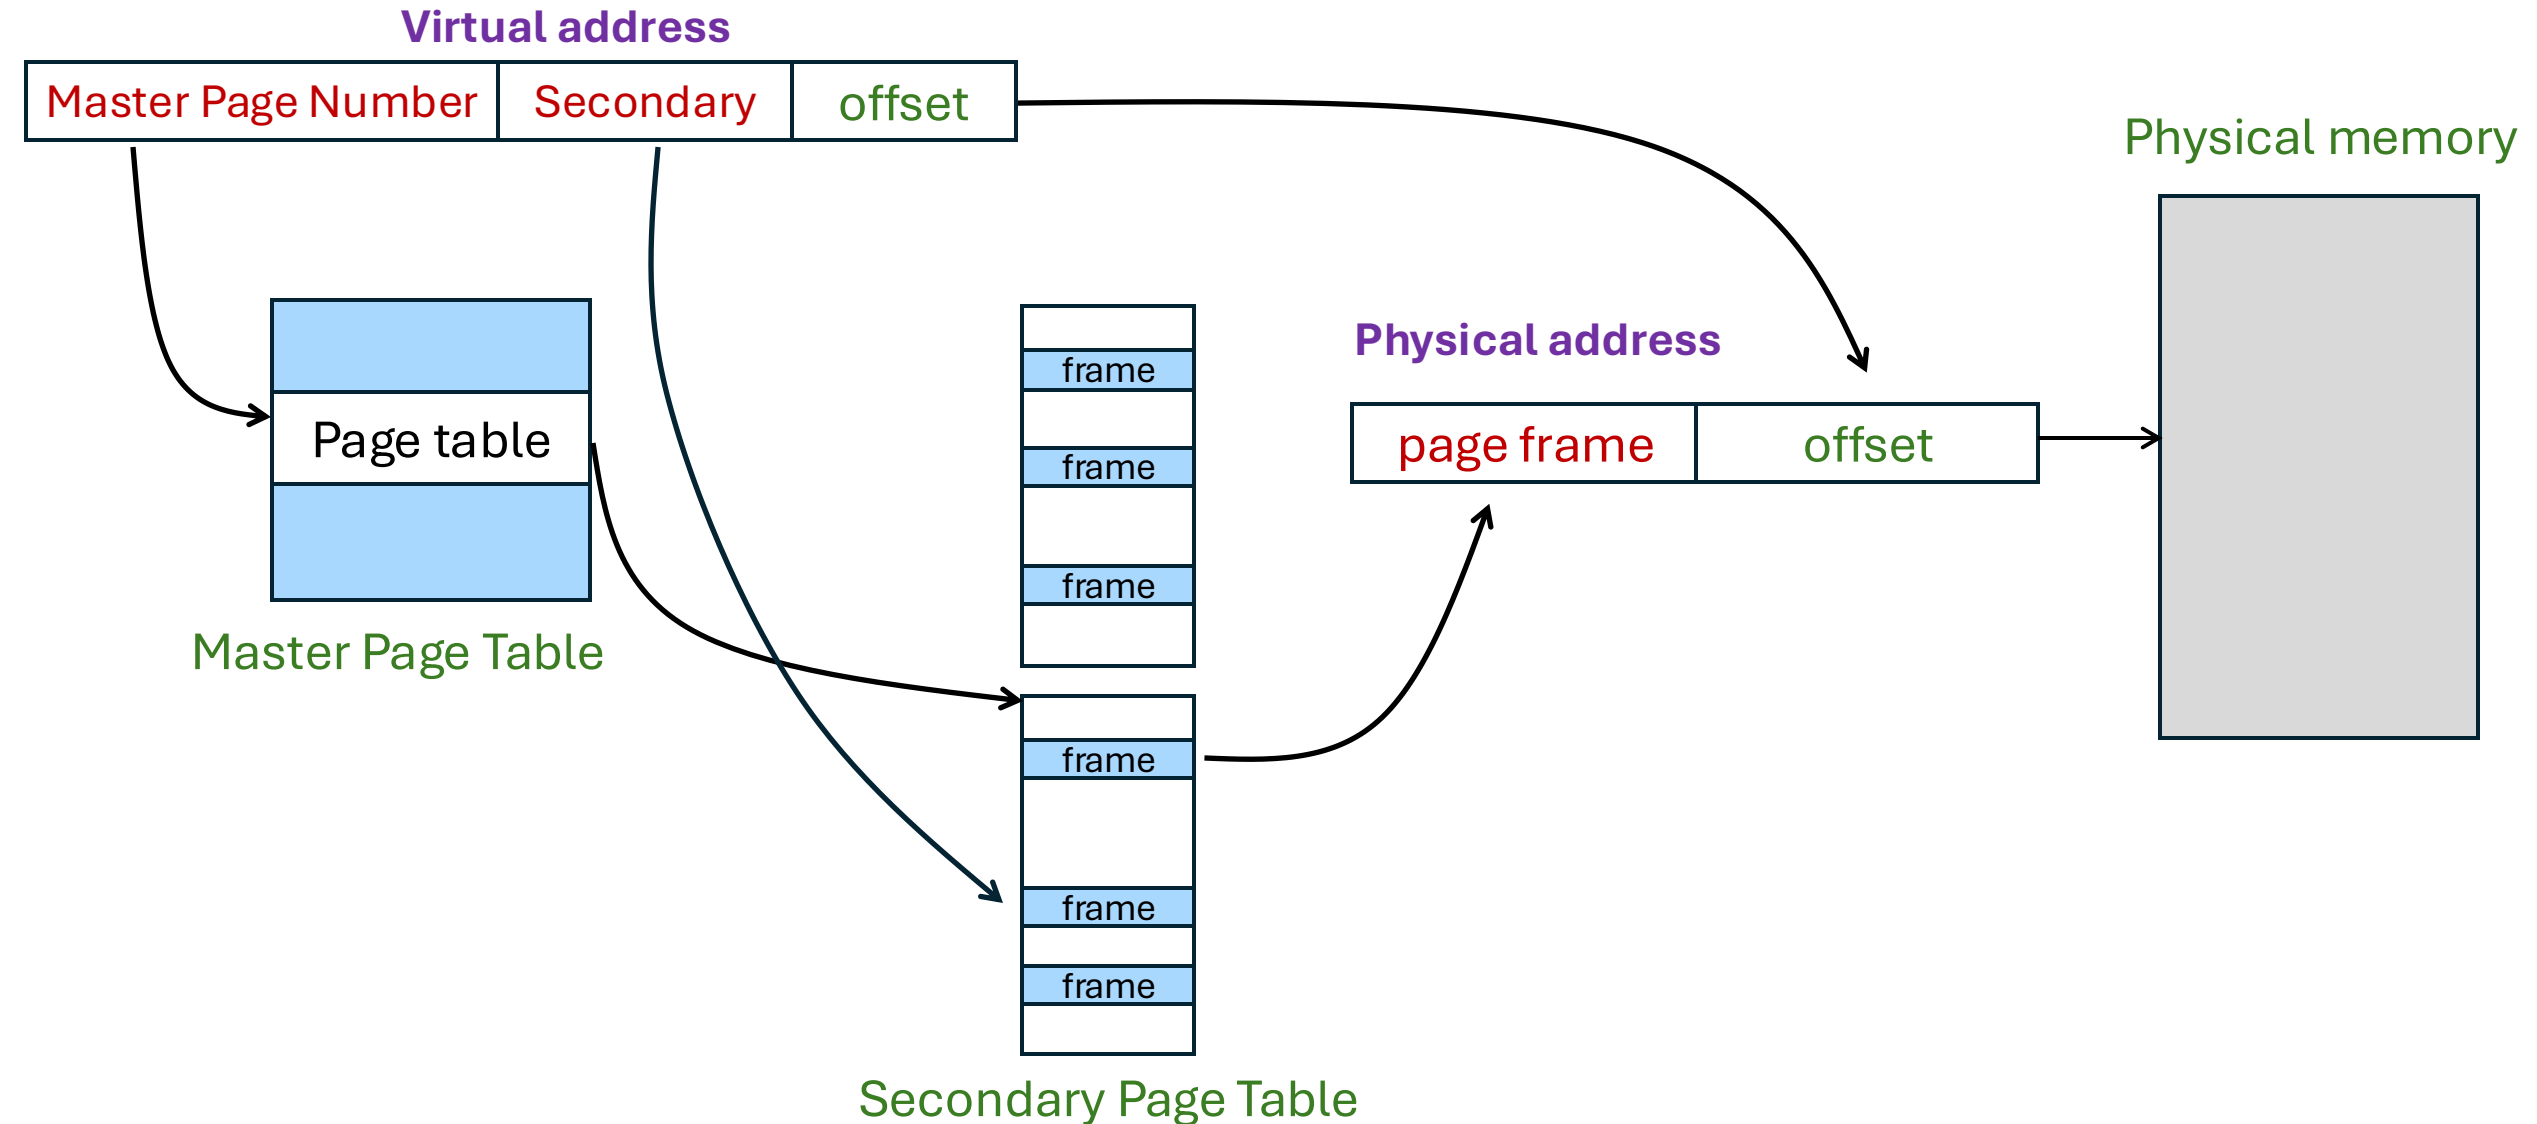 Virtual address
Master Page Number
Secondary
offset
Physical memory
Physical address
page frame
offset
Page table
Master Page Table
frame
frame
frame
frame
frame
frame
Secondary Page Table